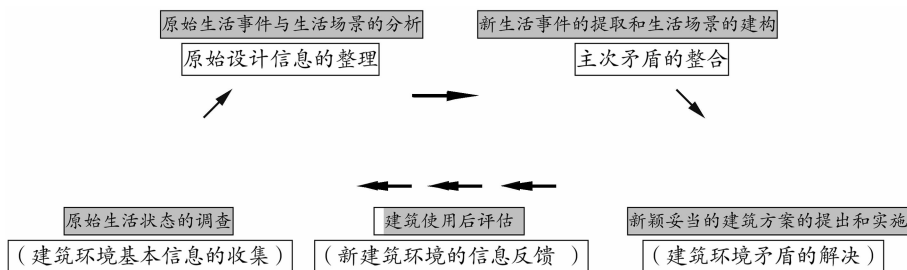 原始生活事件与生活场景的分析
原始设计信息的整理
新生活事件的提取和生活场景的建构
主次矛盾的整合
原始生活状态的调查
（建筑环境基本信息的收集）
建筑使用后评估
（新建筑环境的信息反馈 ）
新颖妥当的建筑方案的提出和实施
（建筑环境矛盾的解决）